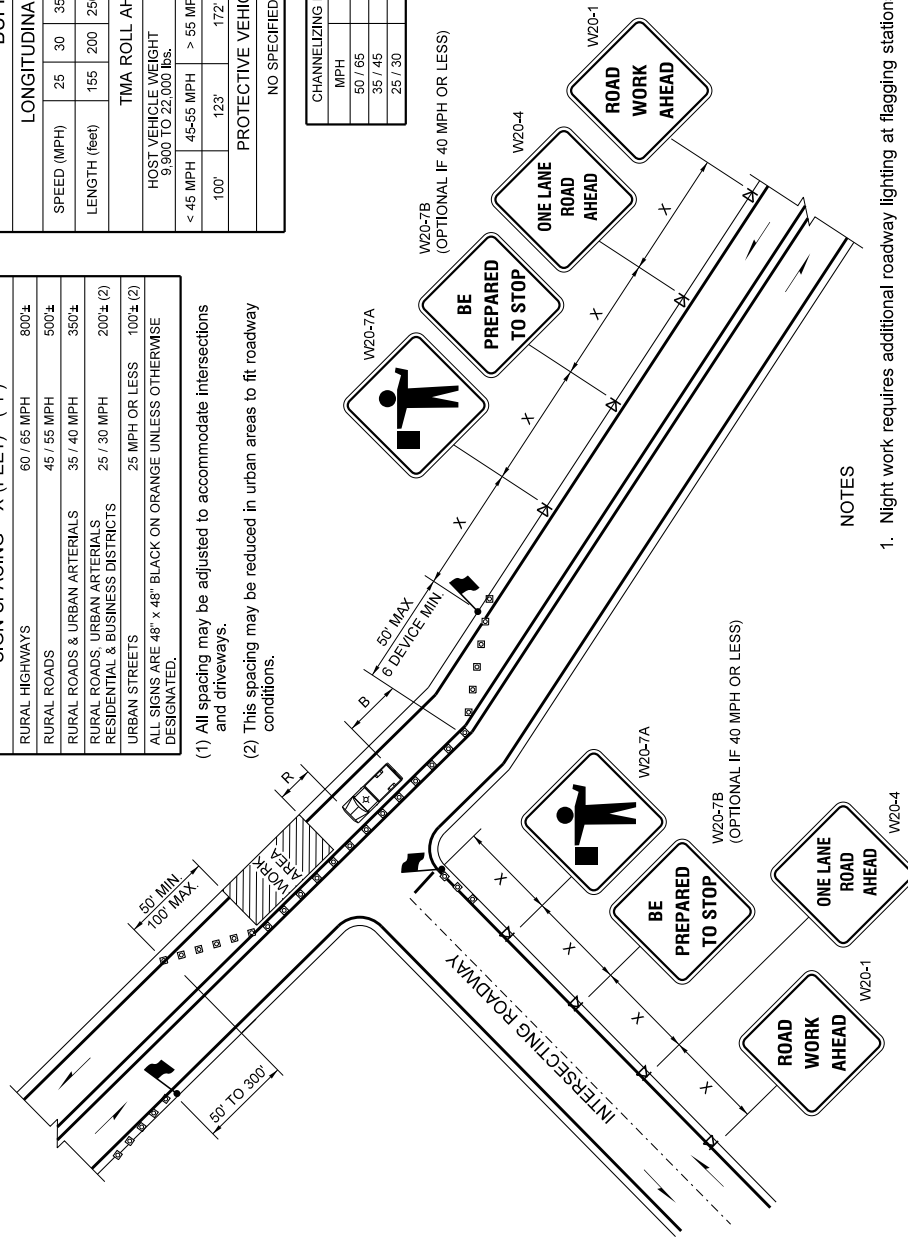 RURAL HIGHWAYS 60 / 65 MPH 800'±
RURAL ROADS 45 / 55 MPH 500'±
RURAL ROADS & URBAN ARTERIALS 35 / 40 MPH 350'±
RURAL ROADS, URBAN ARTERIALS
RESIDENTIAL & BUSINESS DISTRICTS 25 / 30 MPH 200'± (2)
URBAN STREETS 25 MPH OR LESS 100'± (2)
ALL SIGNS ARE 48" x 48" BLACK ON ORANGE UNLESS OTHERWISE
DESIGNATED.
(1) All spacing may be adjusted to accommodate intersections
and driveways.
(2) This spacing may be reduced in urban areas to fit roadway
conditions.
LONGITUDINA
SPEED (MPH) 25 30 35
LENGTH (feet) 155 200
TMA ROLL AH
HOST VEHICLE WEIGHT
9,900 TO 22,000 lbs.
< 45 MPH 45-55 MPH > 55 MP
100' 123' 172'
PROTECTIVE VEHIC
NO SPECIFIED
CHANNELIZING
MPH
50 / 65
35 / 45
25 / 30
50' MIN.
100' MAX.
WORK
AREA
R
B
50' MAX
6 DEVICE MIN.
X
X
X
X
W20-7A
W20-7B
(OPTIONAL IF 40 MPH OR LESS)
BE
PREPARED
TO STOP
W20-4
ONE LANE
ROAD
AHEAD
W20-1
ROAD
WORK
AHEAD
50' TO 300'
INTERSECTING ROADWAY
X
X
X
X
W20-7A
W20-7B
(OPTIONAL IF 40 MPH OR LESS)
BE
PREPARED
TO STOP
W20-4
ONE LANE
ROAD
AHEAD
W20-1
ROAD
WORK
AHEAD
NOTES
1. Night work requires additional roadway lighting at flagging station